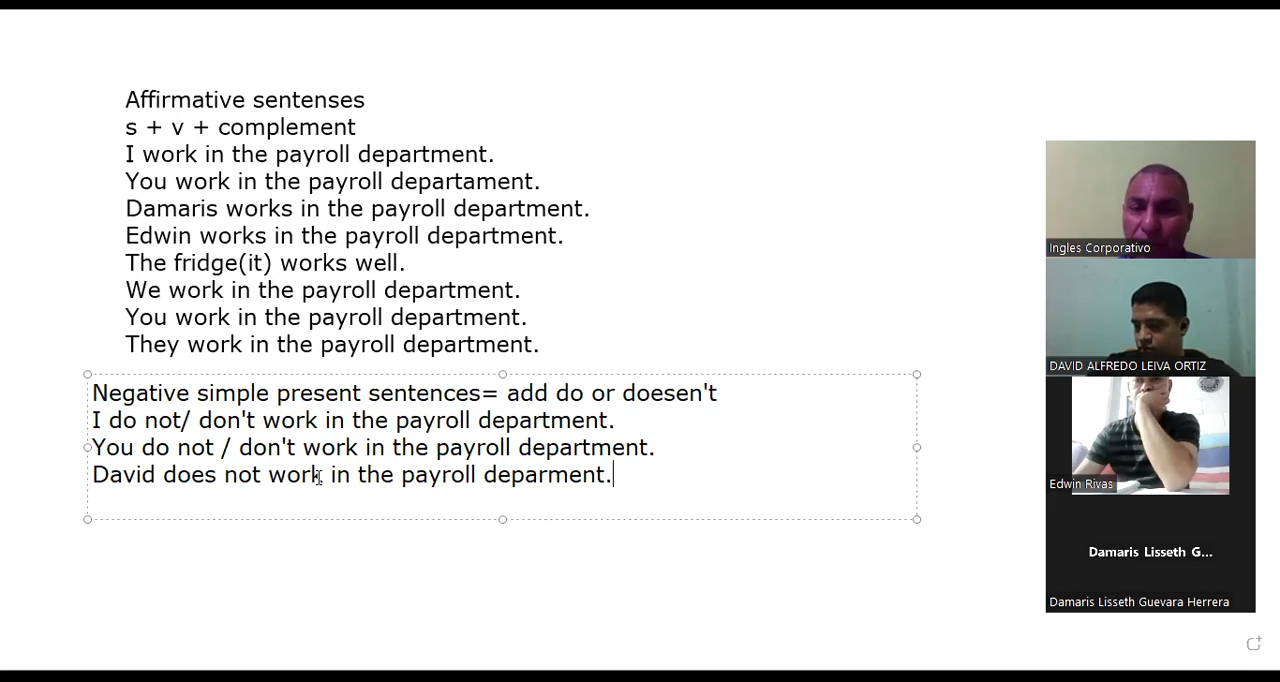 Affirmative sentenses
s + v + complement
I work in the payroll department.
You work in the payroll departament.
Damaris works in the payroll department.
Edwin works in the payroll department.
The fridge(it) works well.
We work in the payroll department.
You work in the payroll department.
They work in the payroll department.
Negative simple present sentences= add do or doesen't
I do not/ don't work in the payroll department.
You do not / don't work in the payroll department.
David does not work in the payroll deparment.
Ingles Corporativo
DAVID ALFREDO LEIVA ORTIZ
Edwin Rivas
Damaris Lisseth G...
Damaris Lisseth Guevara Herrera